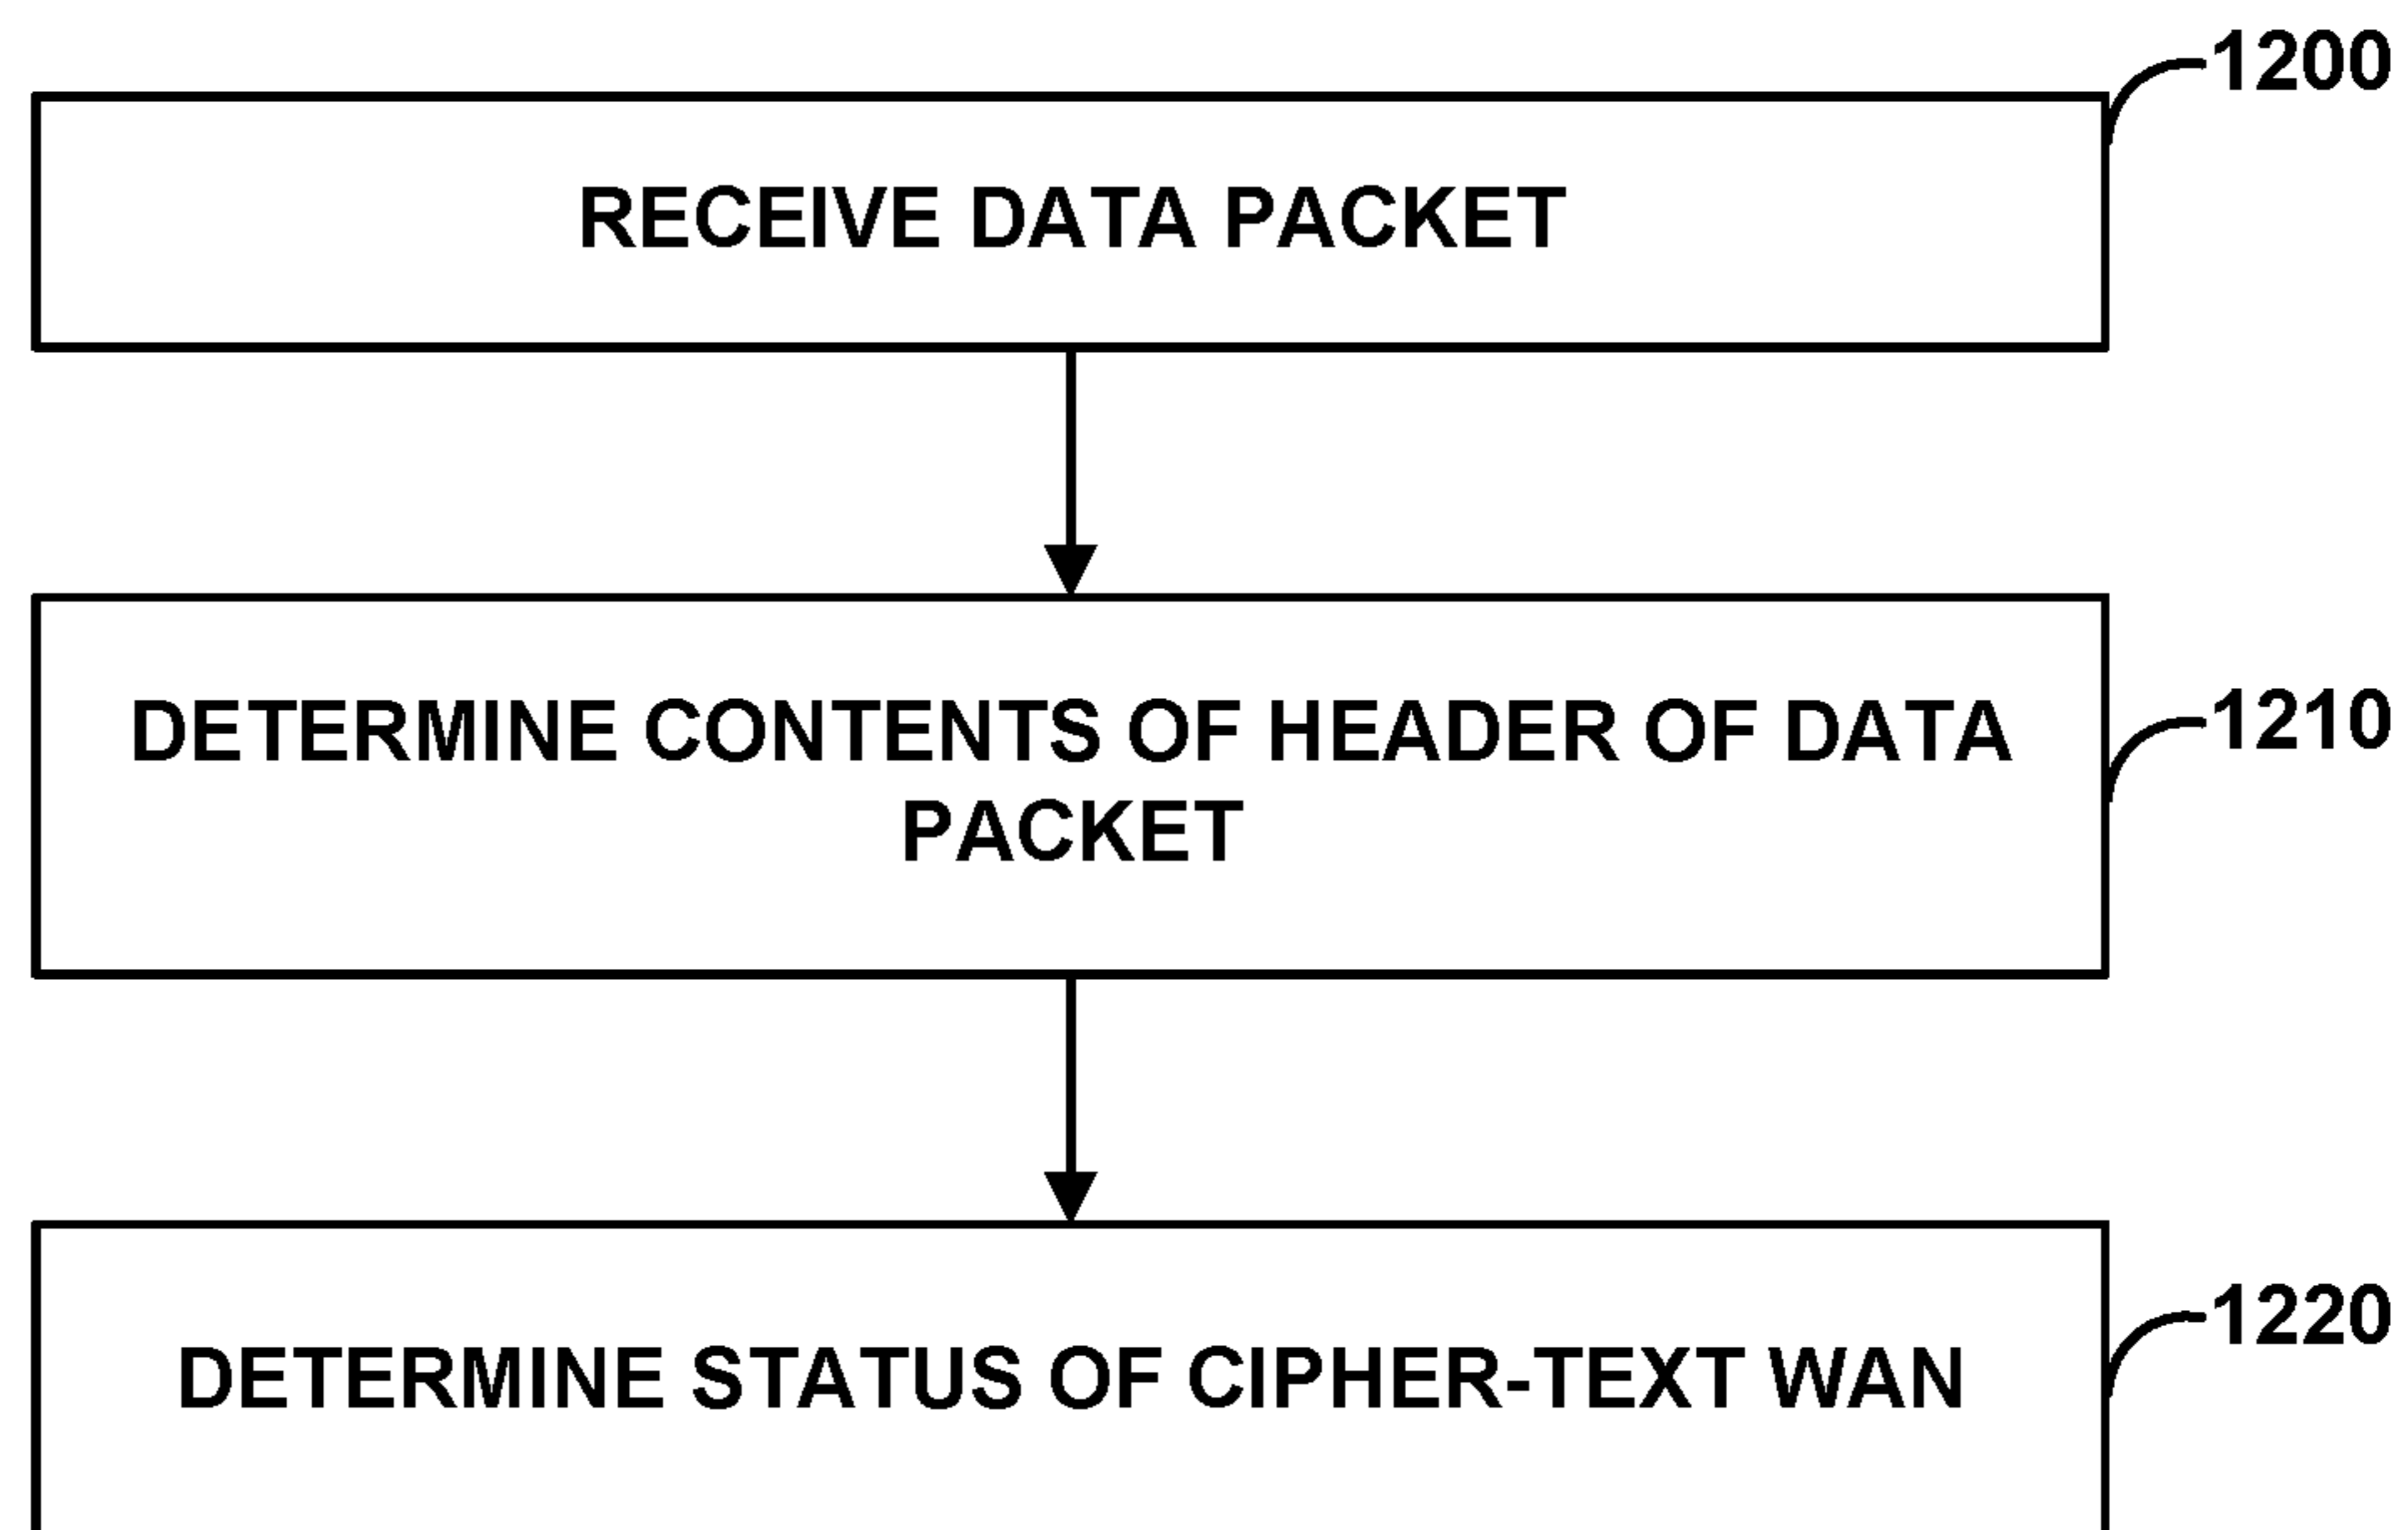 1200
RECEIVE DATA PACKET
1210
DETERMINE CONTENTS OF HEADER OF DATA
PACKET
1220
DETERMINE STATUS OF CIPHER-TEXT WAN